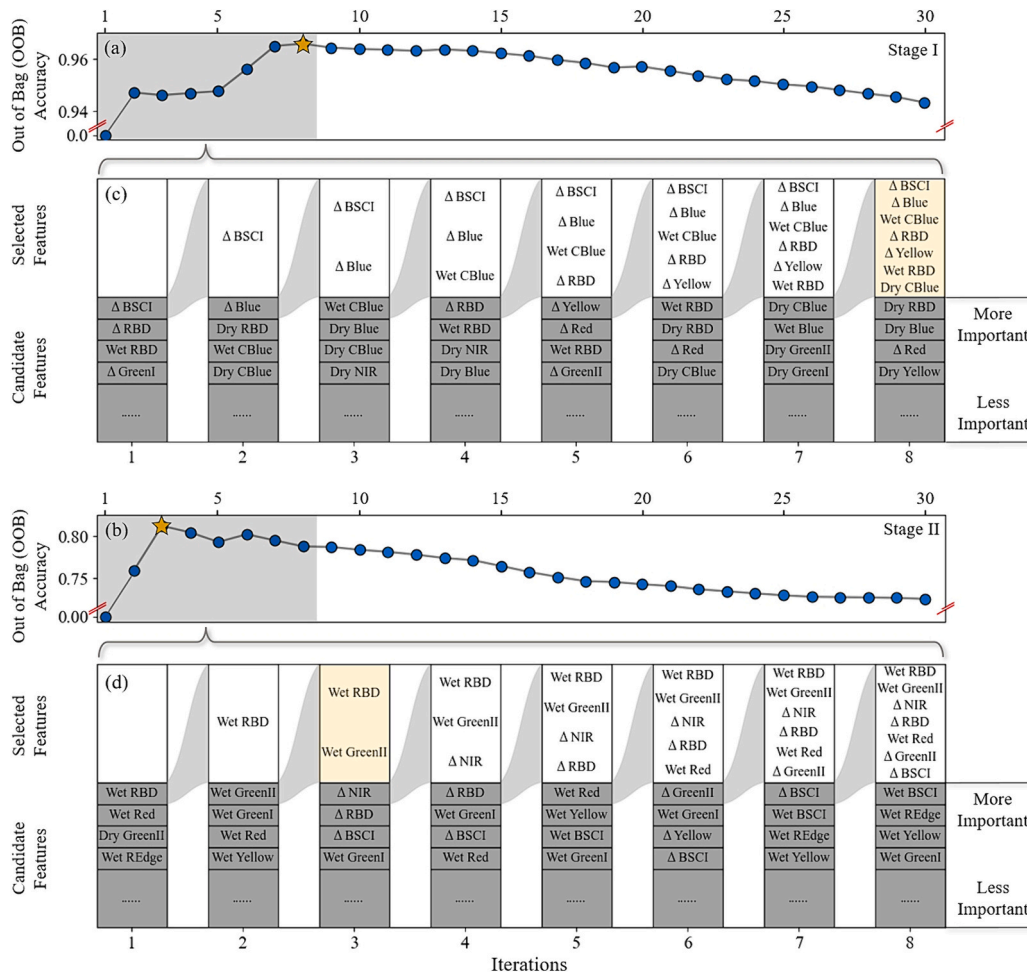 1 5 10 15 20 25 30
(a) Stage I
Out of Bag (OOB)
Accuracy
0.96
0.94
0.0
(c)
Selected
Features
Δ BSCI
Δ BSCI
Δ Blue
Δ BSCI
Δ Blue
Wet CBlue
Δ BSCI
Δ Blue
Wet CBlue
Δ RBD
Δ BSCI
Δ Blue
Wet CBlue
Δ RBD
Δ Yellow
Δ BSCI
Δ Blue
Wet CBlue
Δ RBD
Δ Yellow
Wet RBD
Δ BSCI
Δ Blue
Wet CBlue
Δ RBD
Δ Yellow
Wet RBD
Dry CBlue
Candidate
Features
Δ BSCI Δ Blue Wet CBlue Δ RBD Δ Yellow Wet RBD Dry CBlue Dry RBD
Δ RBD Dry RBD Dry Blue Wet RBD Δ Red Dry RBD Wet Blue Dry Blue
Wet RBD Wet CBlue Dry CBlue Dry NIR Wet RBD Δ Red Dry GreenII Δ Red
Δ GreenI Dry CBlue Dry NIR Dry Blue Δ GreenII Dry CBlue Dry GreenI Dry Yellow
...... ...... ...... ...... ...... ...... ...... ......
More
Important
Less
Important
1 2 3 4 5 6 7 8
1 5 10 15 20 25 30
(b) Stage II
Out of Bag (OOB)
Accuracy
0.80
0.75
0.00
(d)
Selected
Features
Wet RBD
Wet RBD
Wet GreenII
Wet RBD
Wet GreenII
Δ NIR
Wet RBD
Wet GreenII
Δ NIR
Δ RBD
Wet RBD
Wet GreenII
Δ NIR
Δ RBD
Wet Red
Wet RBD
Wet GreenII
Δ NIR
Δ RBD
Wet Red
Δ GreenII
Wet RBD
Wet GreenII
Δ NIR
Δ RBD
Wet Red
Δ GreenII
Δ BSCI
Candidate
Features
Wet RBD Wet GreenII Δ NIR Δ RBD Wet Red Δ GreenII Δ BSCI Wet BSCI
Wet Red Wet GreenI Δ RBD Wet GreenI Wet Yellow Wet GreenI Wet BSCI Wet REdge
Dry GreenII Wet Red Δ BSCI Δ BSCI Wet BSCI Δ Yellow Wet REdge Wet Yellow
Wet REdge Wet Yellow Wet GreenI Wet Red Wet GreenI Δ BSCI Wet Yellow Wet GreenI
...... ...... ...... ...... ...... ...... ...... ......
More
Important
Less
Important
1 2 3 4 5 6 7 8
Iterations